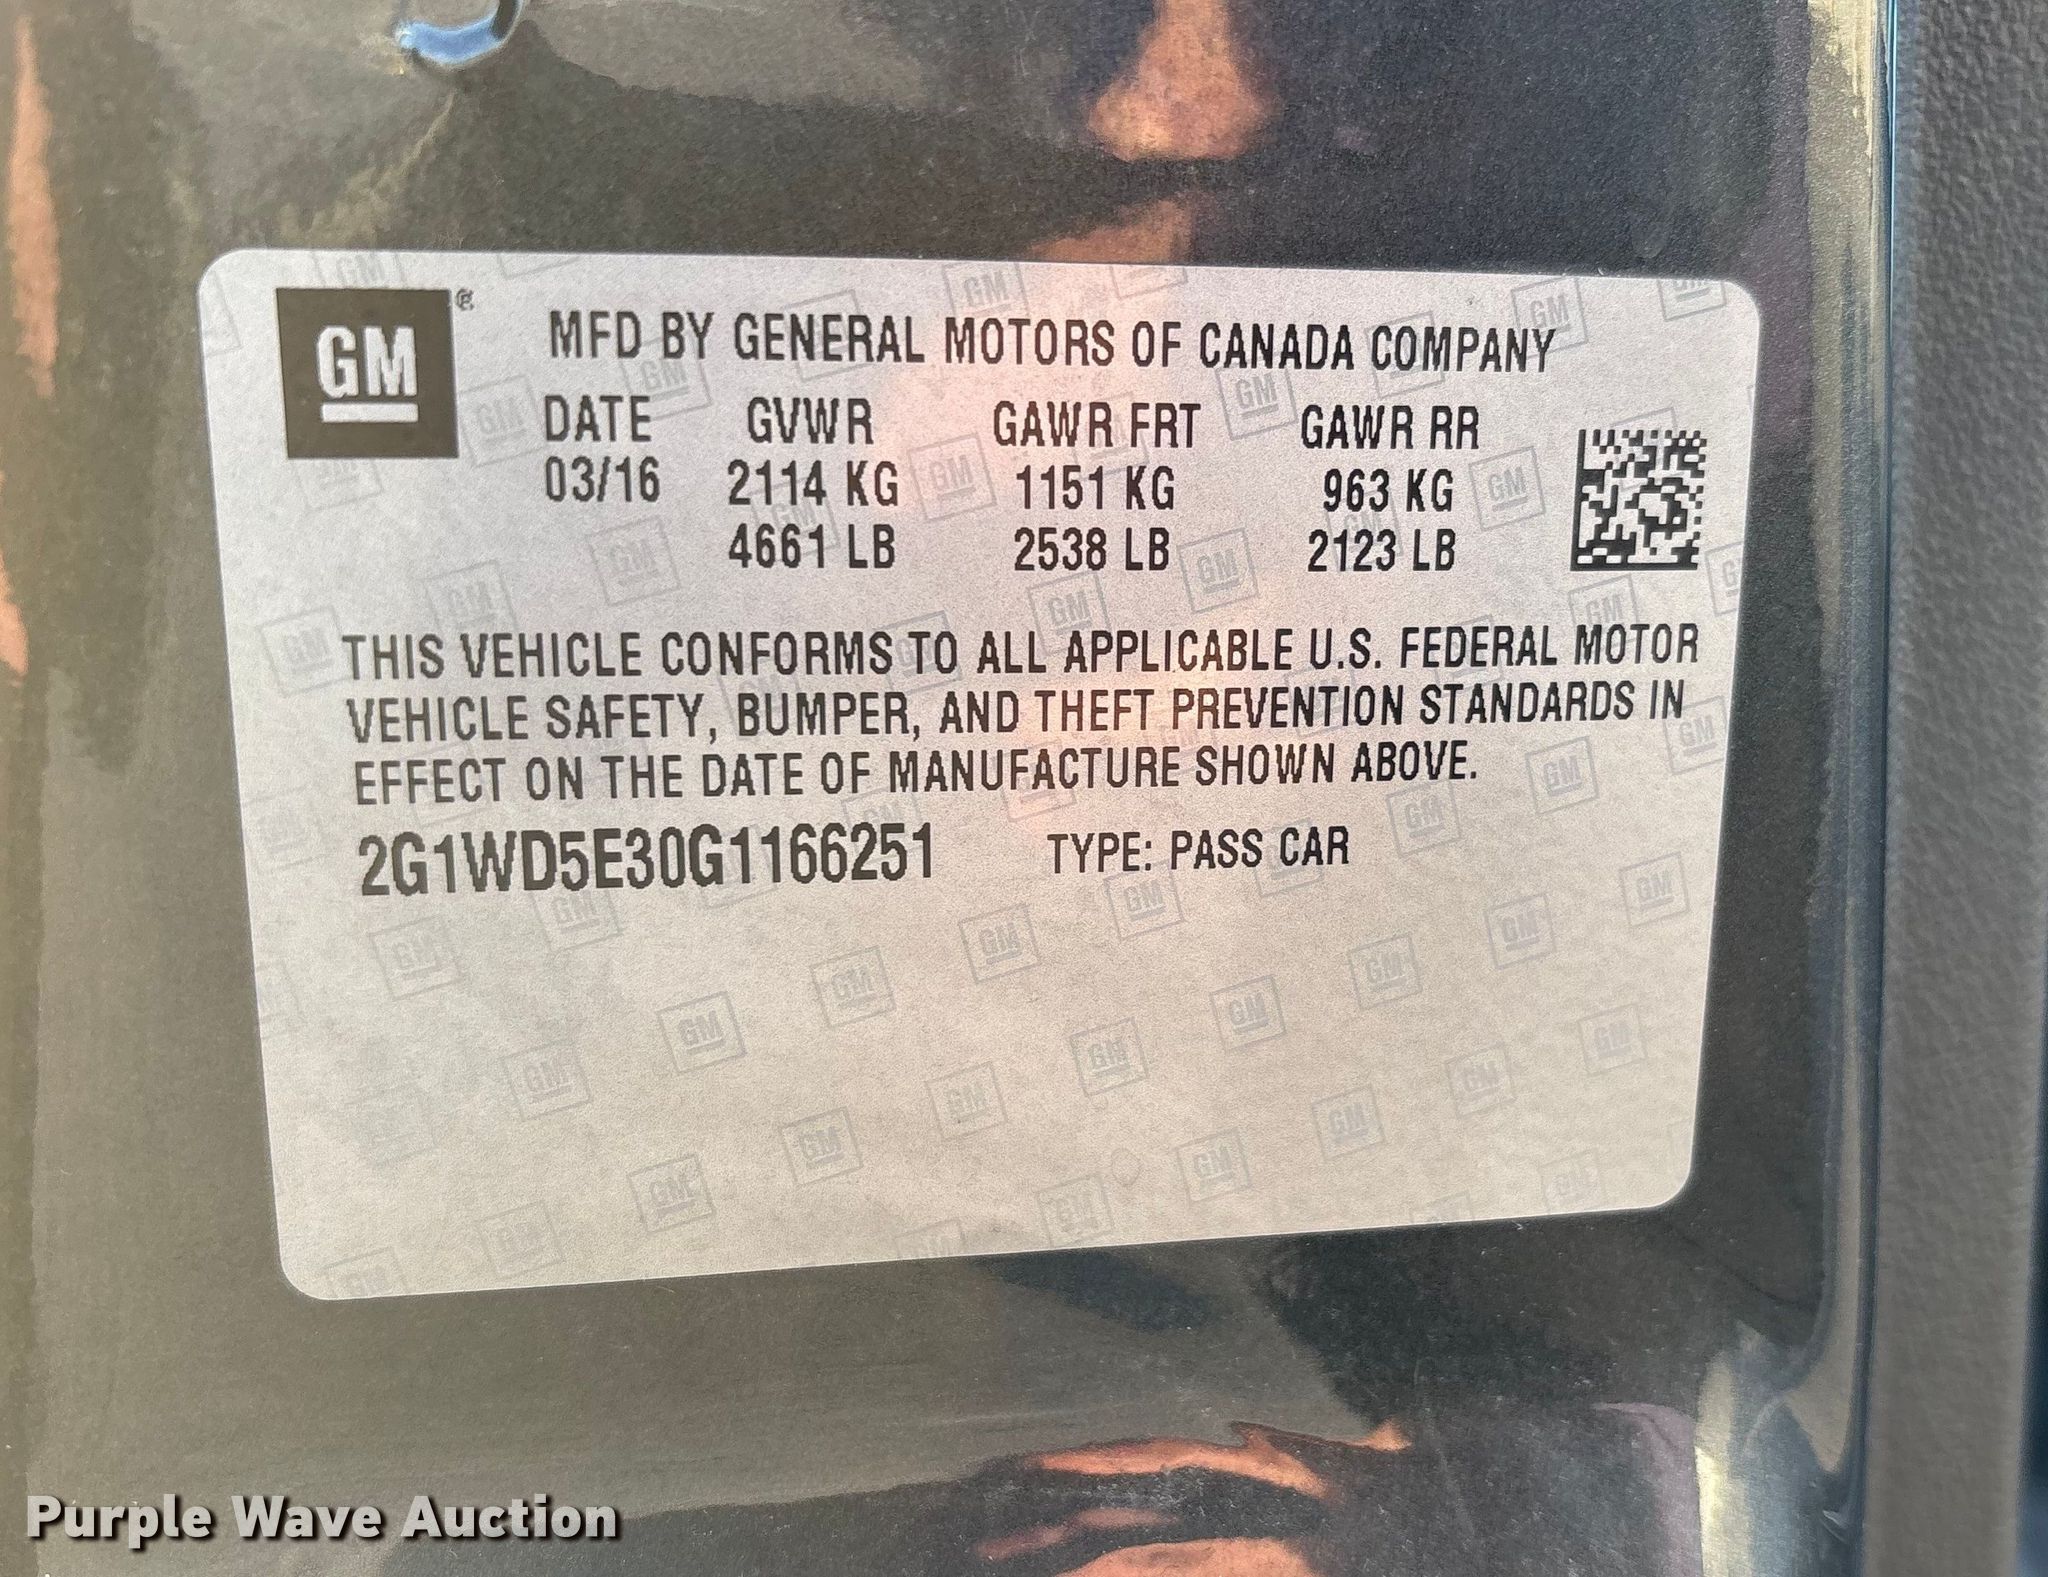 GM ®
MFD BY GENERAL MOTORS OF CANADA COMPANY
DATE GVWR GAWR FRT GAWR RR
03/16 2114 KG 1151 KG 963 KG
4661 LB 2538 LB 2123 LB
THIS VEHICLE CONFORMS TO ALL APPLICABLE U.S. FEDERAL MOTOR
VEHICLE SAFETY, BUMPER, AND THEFT PREVENTION STANDARDS IN
EFFECT ON THE DATE OF MANUFACTURE SHOWN ABOVE.
2G1WD5E30G1166251 TYPE: PASS CAR
Purple Wave Auction